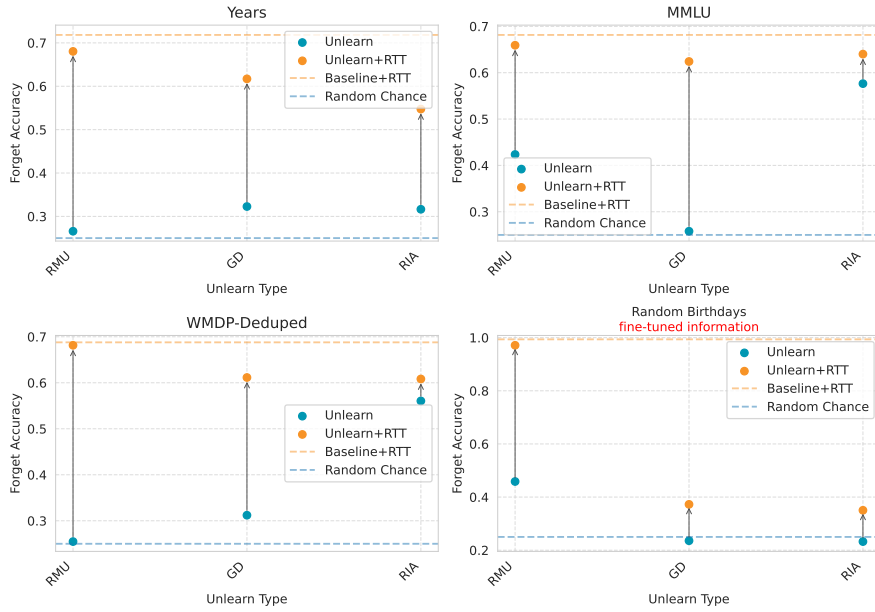 Years
Forget Accuracy
0.7
0.6
0.5
0.4
0.3
Unlearn
Unlearn+RTT
Baseline+RTT
Random Chance
RMU
GD
RIA
Unlearn Type
MMLU
Forget Accuracy
0.7
0.6
0.5
0.4
0.3
Unlearn
Unlearn+RTT
Baseline+RTT
Random Chance
RMU
GD
RIA
Unlearn Type
WMDP-Deduped
Forget Accuracy
0.7
0.6
0.5
0.4
0.3
Unlearn
Unlearn+RTT
Baseline+RTT
Random Chance
RMU
GD
RIA
Unlearn Type
Random Birthdays
fine-tuned information
Forget Accuracy
1.0
0.8
0.6
0.4
0.2
Unlearn
Unlearn+RTT
Baseline+RTT
Random Chance
RMU
GD
RIA
Unlearn Type